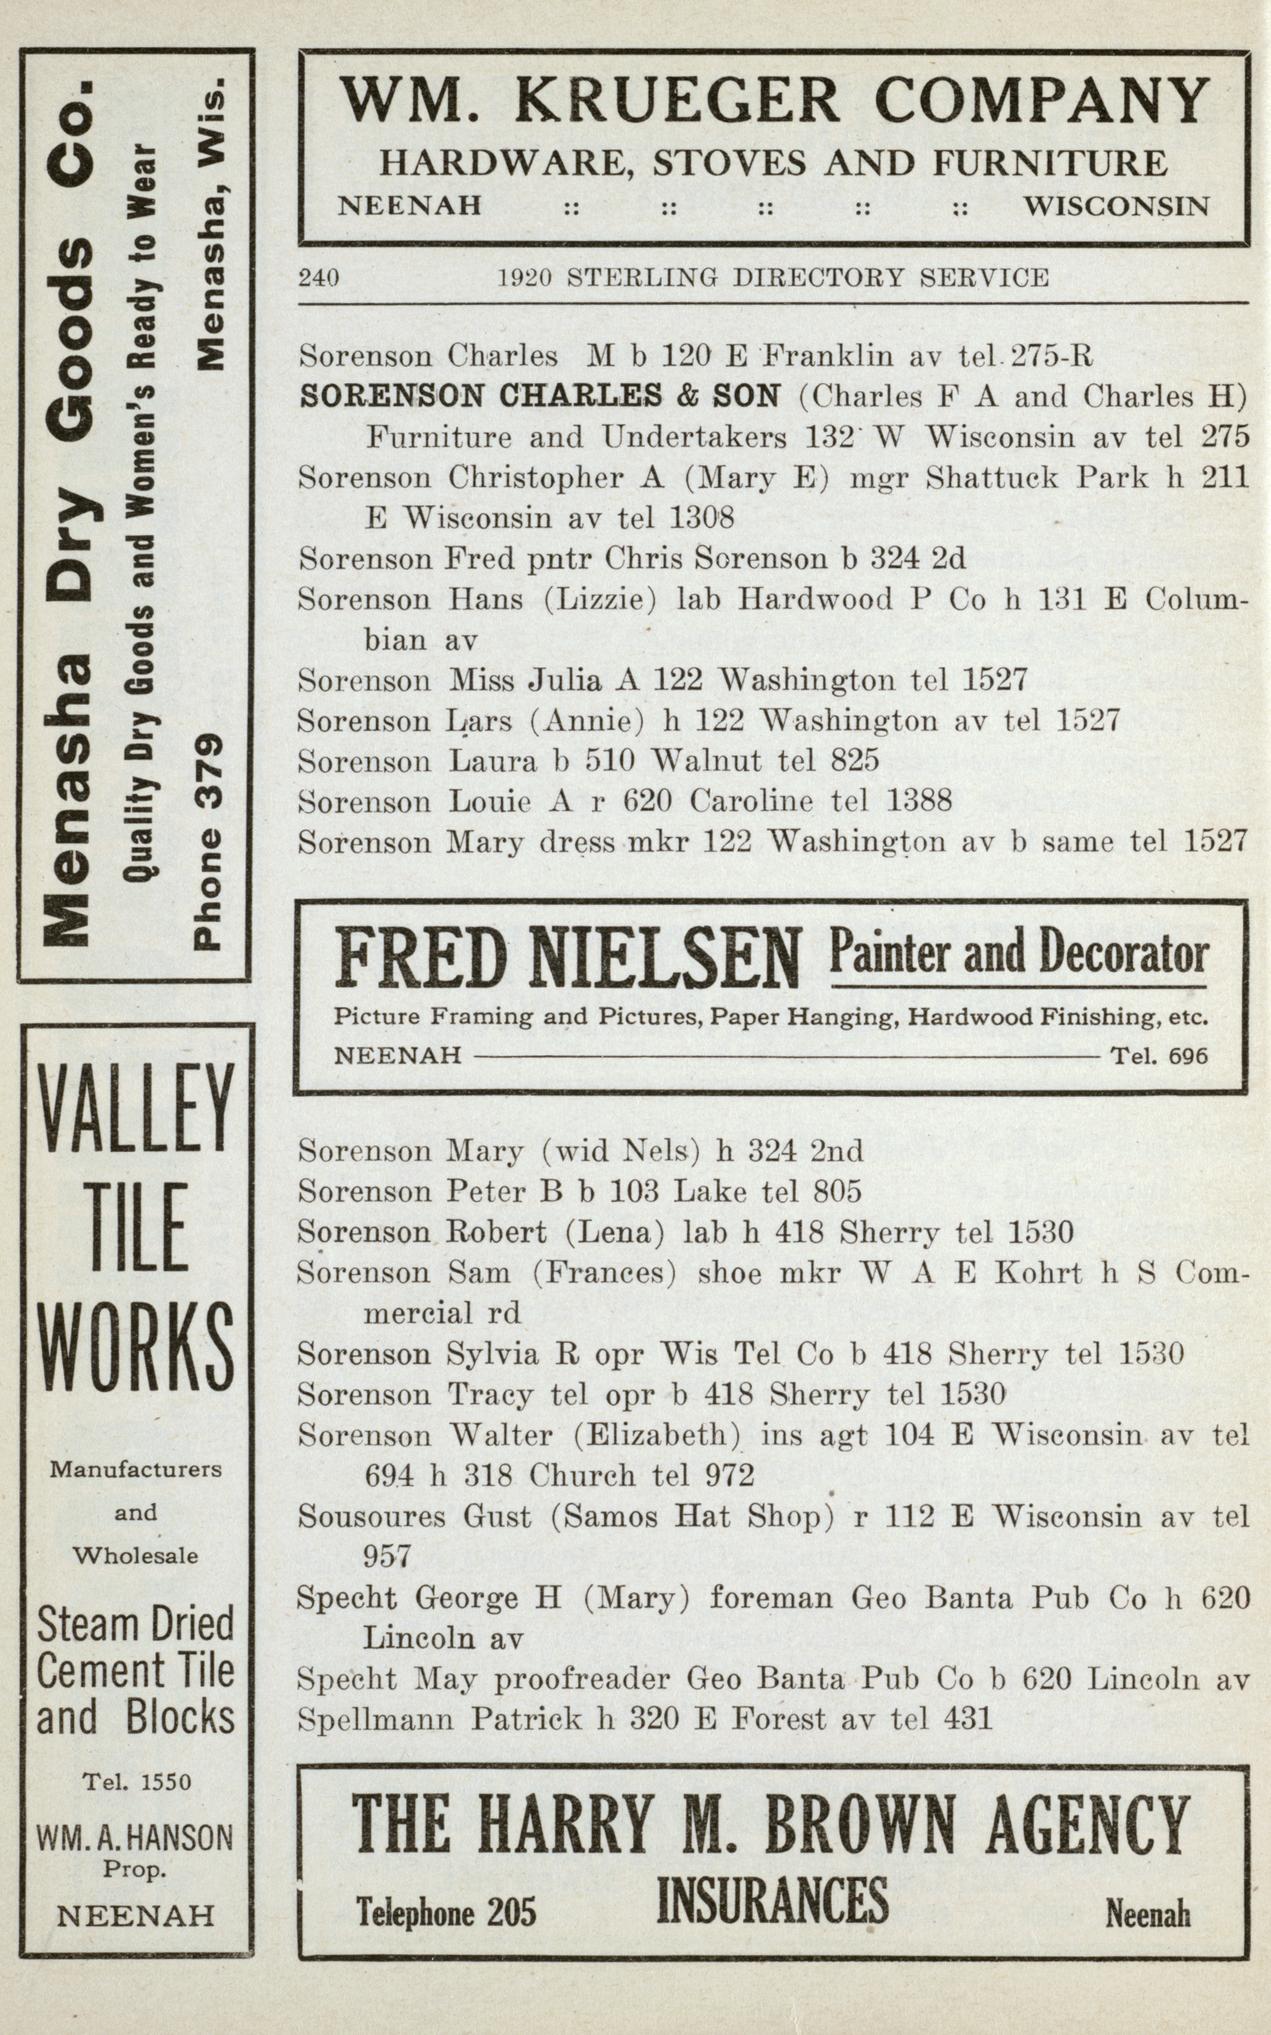 WM. KRUEGER COMPANY
HARDWARE, STOVES AND FURNITURE
NEENAH :: :: :: :: :: WISCONSIN
240 1920 STERLING DIRECTORY SERVICE
Sorenson Charles M b 120 E Franklin av tel 275-R
SORENSON CHARLES & SON (Charles F A and Charles H)
Furniture and Undertakers 132 W Wisconsin av tel 275
Sorenson Christopher A (Mary E) mgr Shattuck Park h 211
E Wisconsin av tel 1308
Sorenson Fred pntr Chris Sorenson b 324 2d
Sorenson Hans (Lizzie) lab Hardwood P Co h 131 E Colum-
bian av
Sorenson Miss Julia A 122 Washington tel 1527
Sorenson Lars (Annie) h 122 Washington av tel 1527
Sorenson Laura b 510 Walnut tel 825
Sorenson Louie A r 620 Caroline tel 1388
Sorenson Mary dress mkr 122 Washington av b same tel 1527
FRED NIELSEN Painter and Decorator
Picture Framing and Pictures, Paper Hanging, Hardwood Finishing, etc.
NEENAH Tel. 696
Sorenson Mary (wid Nels) h 324 2nd
Sorenson Peter B b 103 Lake tel 805
Sorenson Robert (Lena) lab h 418 Sherry tel 1530
Sorenson Sam (Frances) shoe mkr W A E Kohrt h S Com-
mercial rd
Sorenson Sylvia R opr Wis Tel Co b 418 Sherry tel 1530
Sorenson Tracy tel opr b 418 Sherry tel 1530
Sorenson Walter (Elizabeth) ins agt 104 E Wisconsin av tel
694 h 318 Church tel 972
Sousoures Gust (Samos Hat Shop) r 112 E Wisconsin av tel
957
Specht George H (Mary) foreman Geo Banta Pub Co h 620
Lincoln av
Specht May proofreader Geo Banta Pub Co b 620 Lincoln av
Spellmann Patrick h 320 E Forest av tel 431
THE HARRY M. BROWN AGENCY
Telephone 205 INSURANCES Neenah
Menasha Dry Goods Co.
Quality Dry Goods and Women's Ready to Wear
Phone 379 Menasha, Wis.
VALLEY
TILE
WORKS
Manufacturers
and
Wholesale
Steam Dried
Cement Tile
and Blocks
Tel. 1550
WM. A. HANSON
Prop.
NEENAH